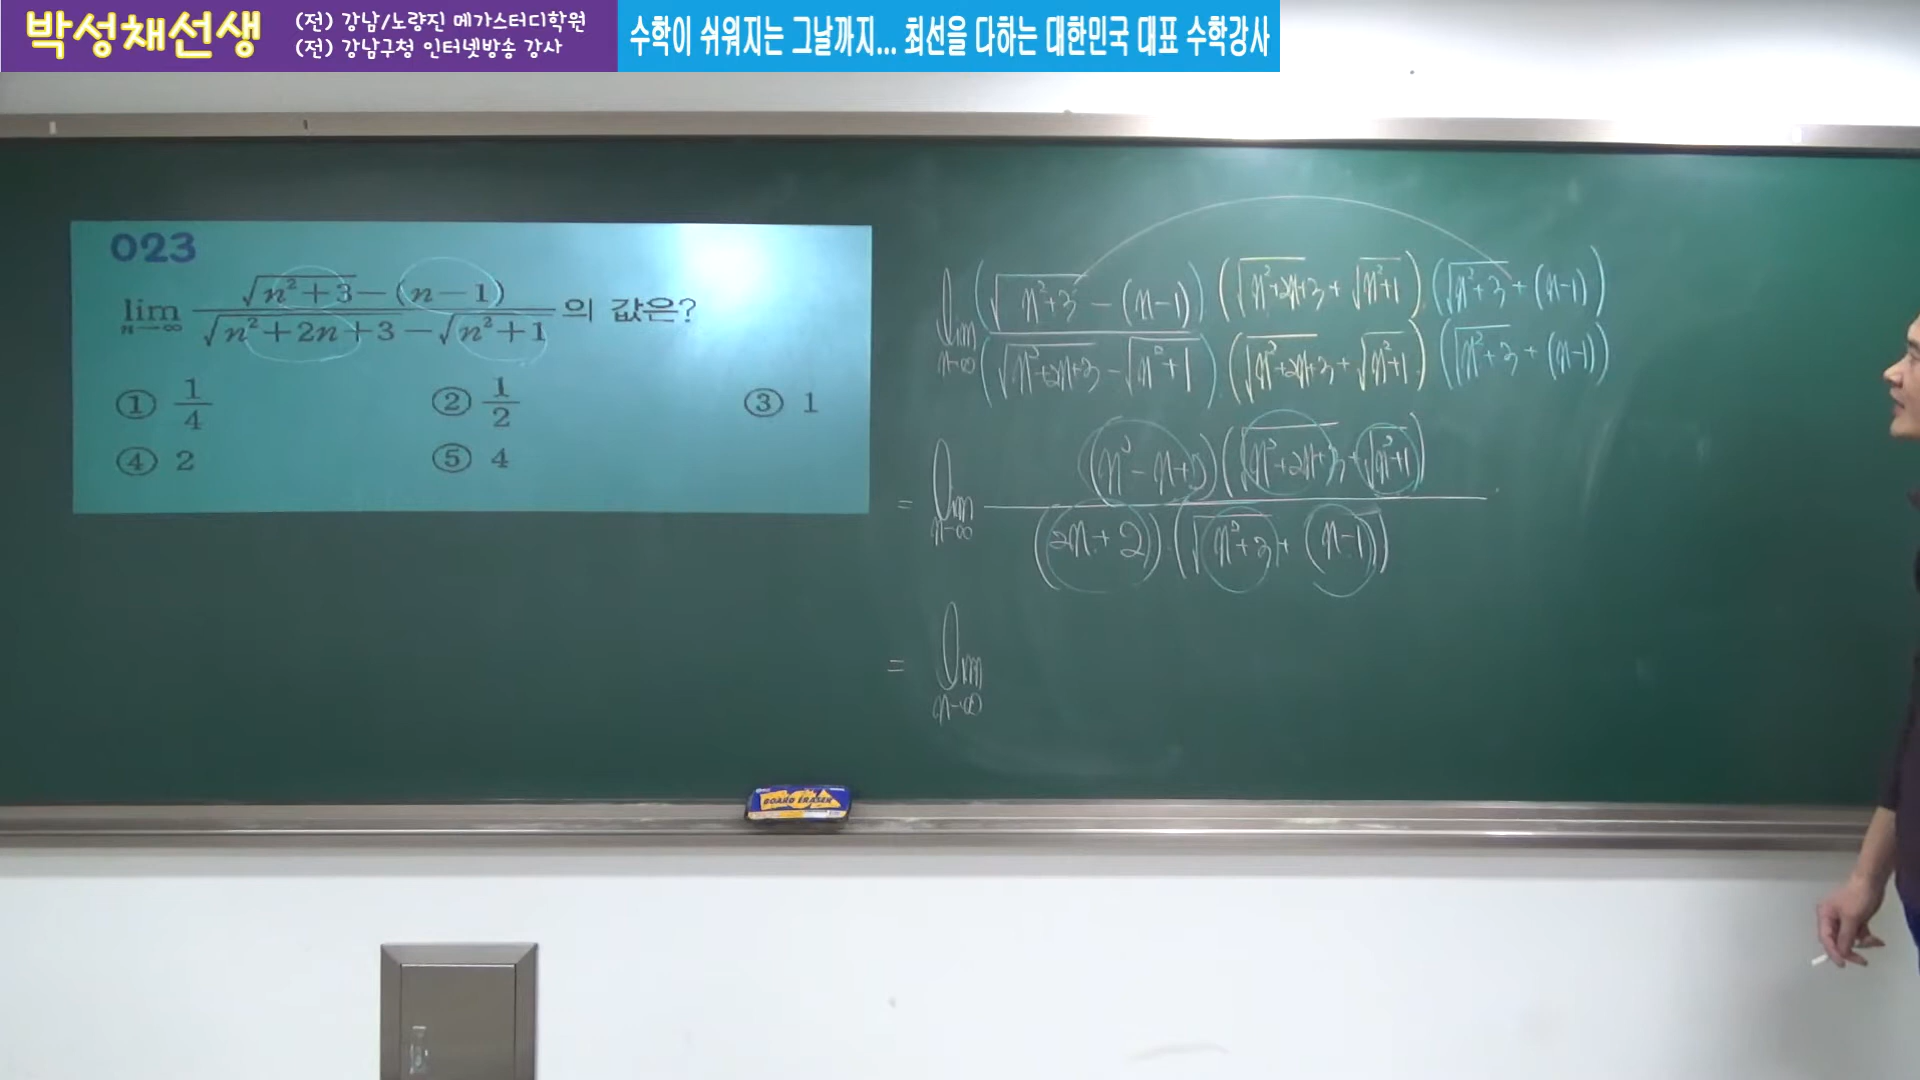 박성채선생
(전) 강남/노량진 메가스터디학원
(전) 강남구청 인터넷방송 강사
수학이 쉬워지는 그날까지... 최선을 다하는 대한민국 대표 수학강사
023
lim n→∞ (√(n²+3) − (n−1)) / (√(n²+2n+3) − √(n²+1)) 의 값은?
① 1/4 ② 1/2 ③ 1
④ 2 ⑤ 4
lim n→∞ (√(n²+3) − (n−1)) · (√(n²+2n+3) + √(n²+1)) · (√(n²+3) + (n−1)) / (√(n²+2n+3) − √(n²+1)) · (√(n²+2n+3) + √(n²+1)) · (√(n²+3) + (n−1))
= lim n→∞ (√(n²+2n+3) + √(n²+1)) / (2n+2) · (√(n²+3) + (n−1))
= lim n→∞
BOARD ERASER